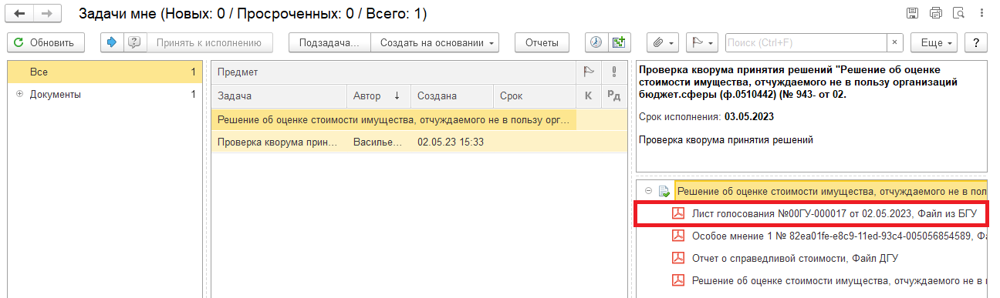 Задачи мне (Новых: 0 / Просроченных: 0 / Всего: 1)
Обновить
Принять к исполнению
Подзадача...
Создать на основании
Отчеты
Поиск (Ctrl+F)
×
Еще
?
Все 1
Документы 1
Предмет
Задача Автор ↓ Создана Срок К Рд
Решение об оценке стоимости имущества, отчуждаемого не в пользу орг...
Проверка кворума прин... Василье... 02.05.23 15:33
Проверка кворума принятия решений "Решение об оценке
стоимости имущества, отчуждаемого не в пользу организаций
бюджет.сферы (ф.0510442) (№ 943- от 02.
Срок исполнения: 03.05.2023
Проверка кворума принятия решений
Решение об оценке стоимости имущества, отчуждаемого не в пол
Лист голосования №00ГУ-000017 от 02.05.2023, Файл из БГУ
Особое мнение 1 № 82ea01fe-e8c9-11ed-93c4-005056854589, Фа
Отчет о справедливой стоимости, Файл ДГУ
Решение об оценке стоимости имущества, отчуждаемого не в